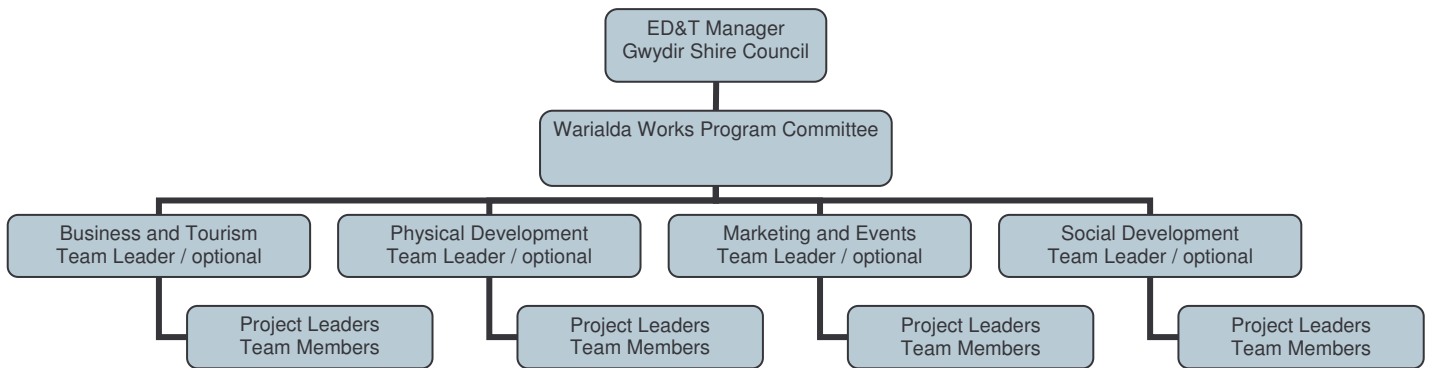 ED&T Manager
Gwydir Shire Council
Warialda Works Program Committee
Business and Tourism
Team Leader / optional
Physical Development
Team Leader / optional
Marketing and Events
Team Leader / optional
Social Development
Team Leader / optional
Project Leaders
Team Members
Project Leaders
Team Members
Project Leaders
Team Members
Project Leaders
Team Members